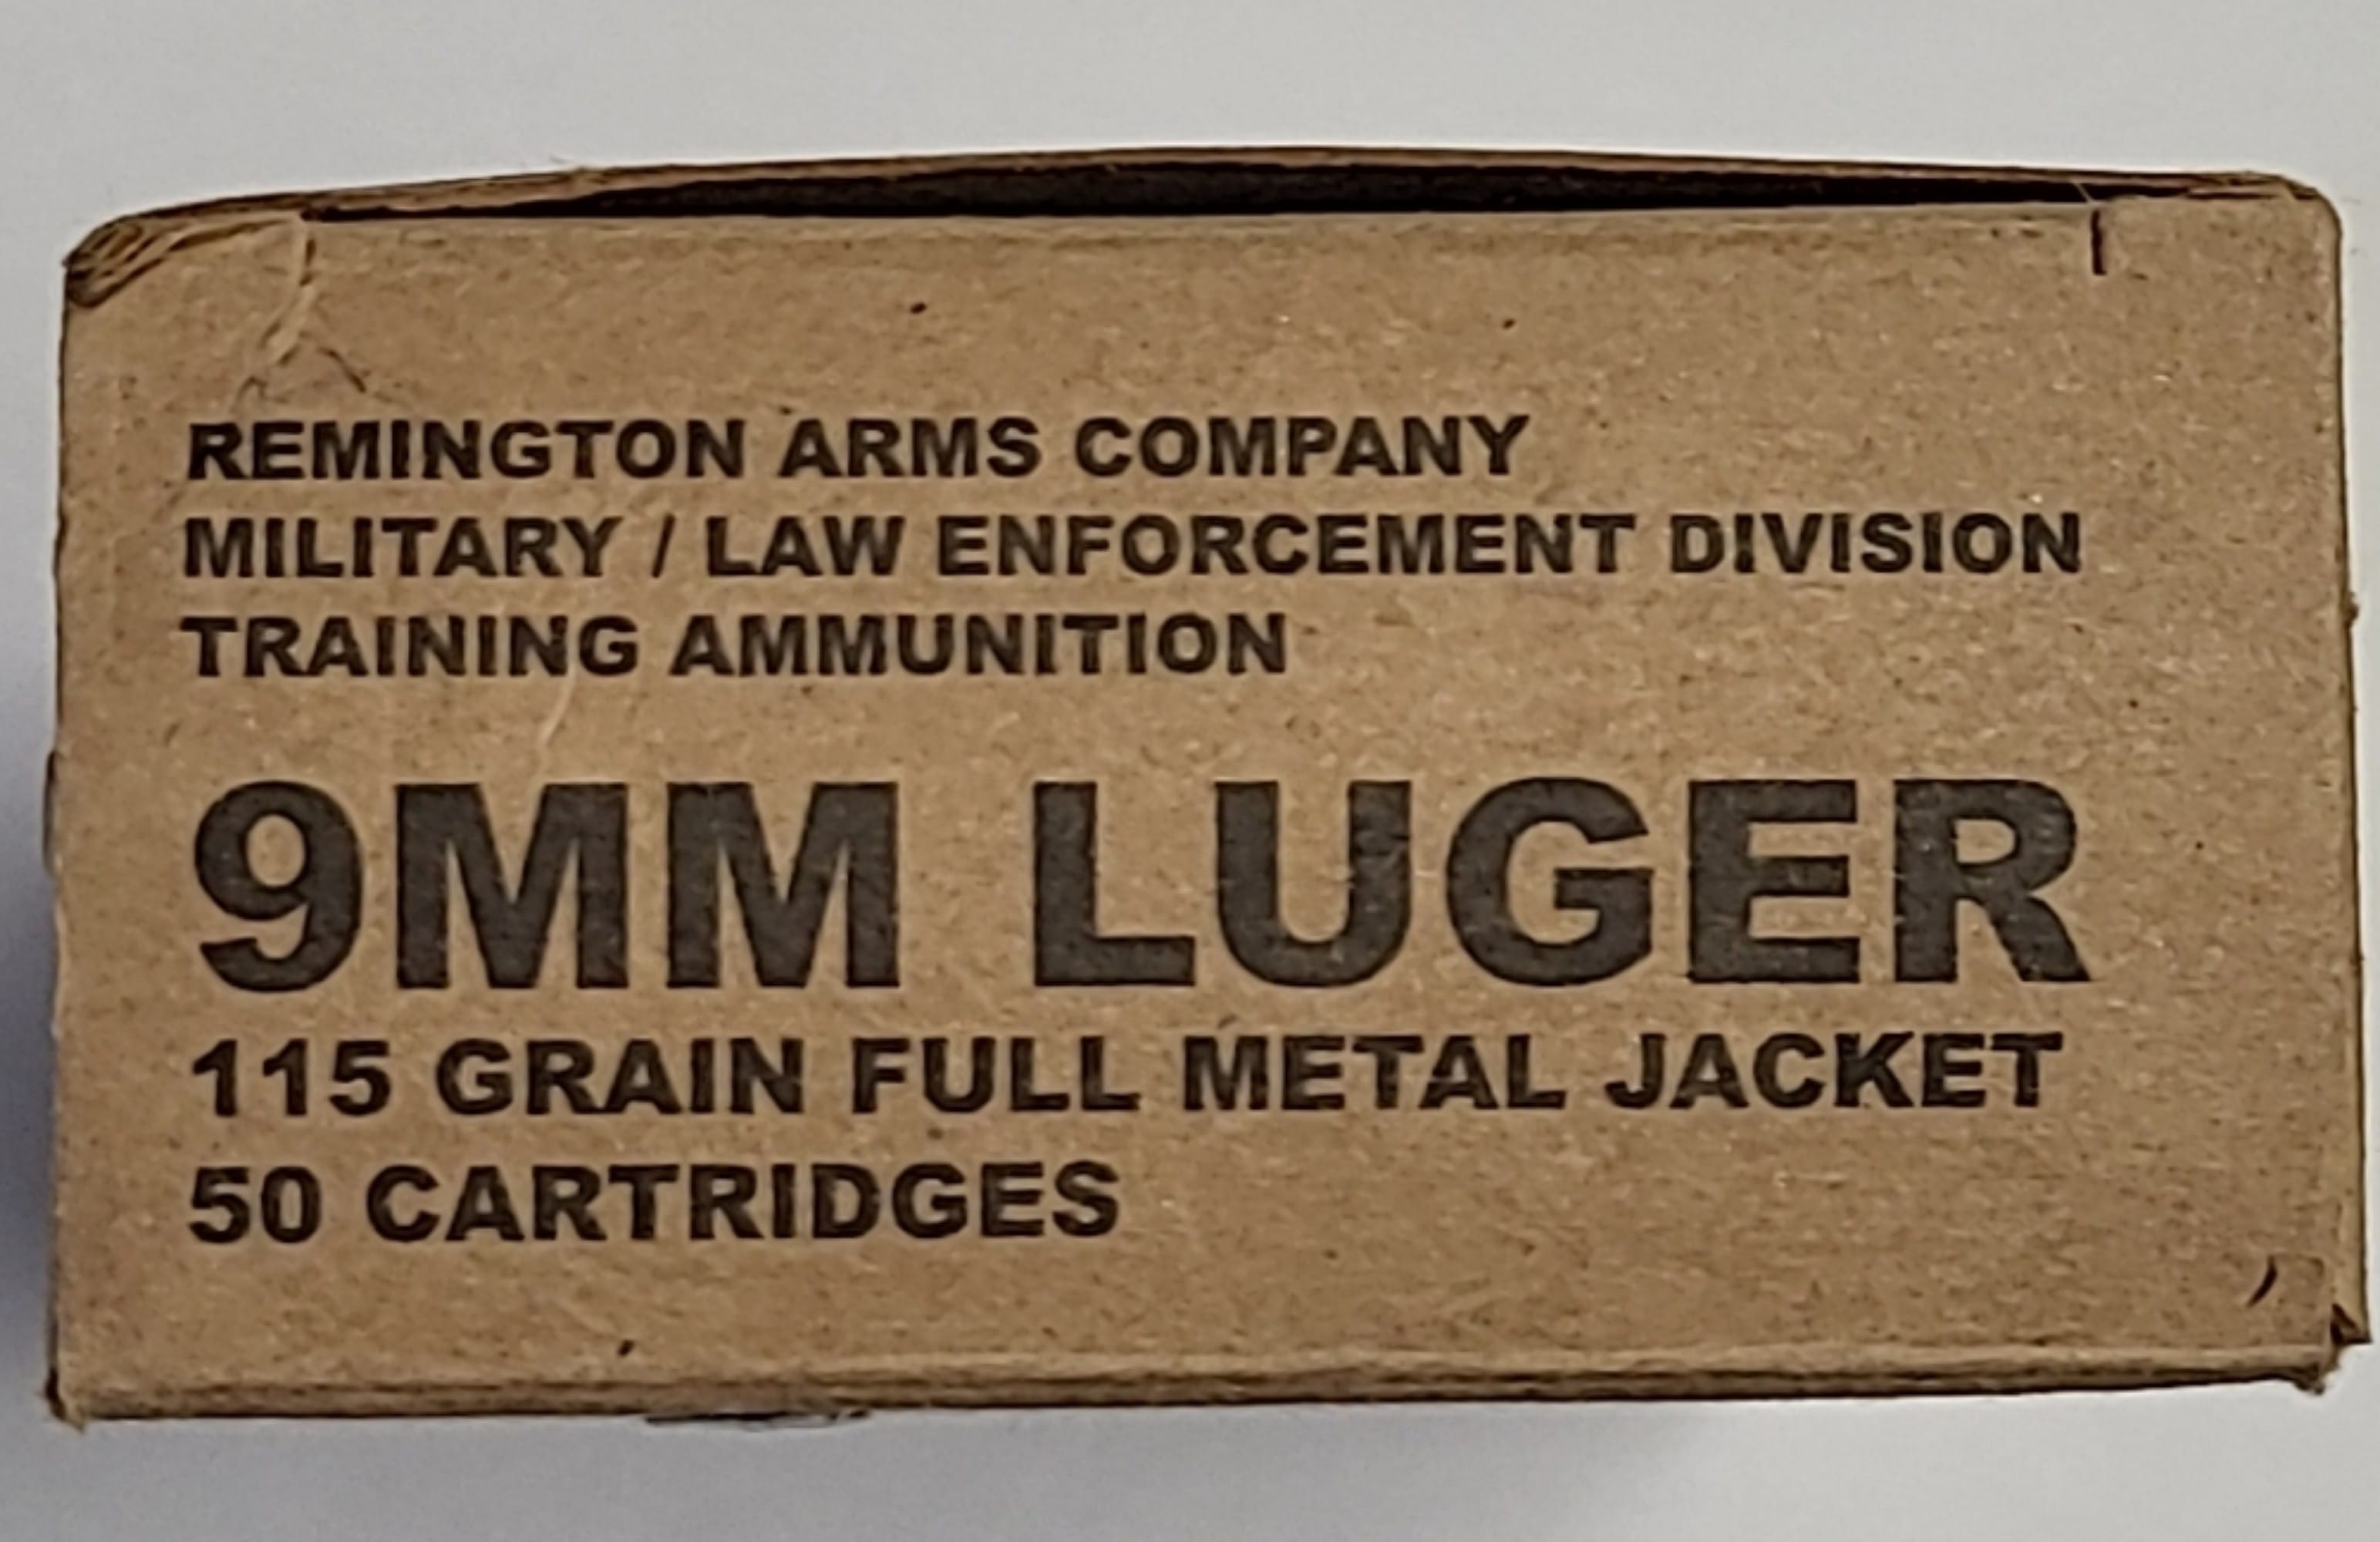 REMINGTON ARMS COMPANY
MILITARY / LAW ENFORCEMENT DIVISION
TRAINING AMMUNITION
9MM LUGER
115 GRAIN FULL METAL JACKET
50 CARTRIDGES